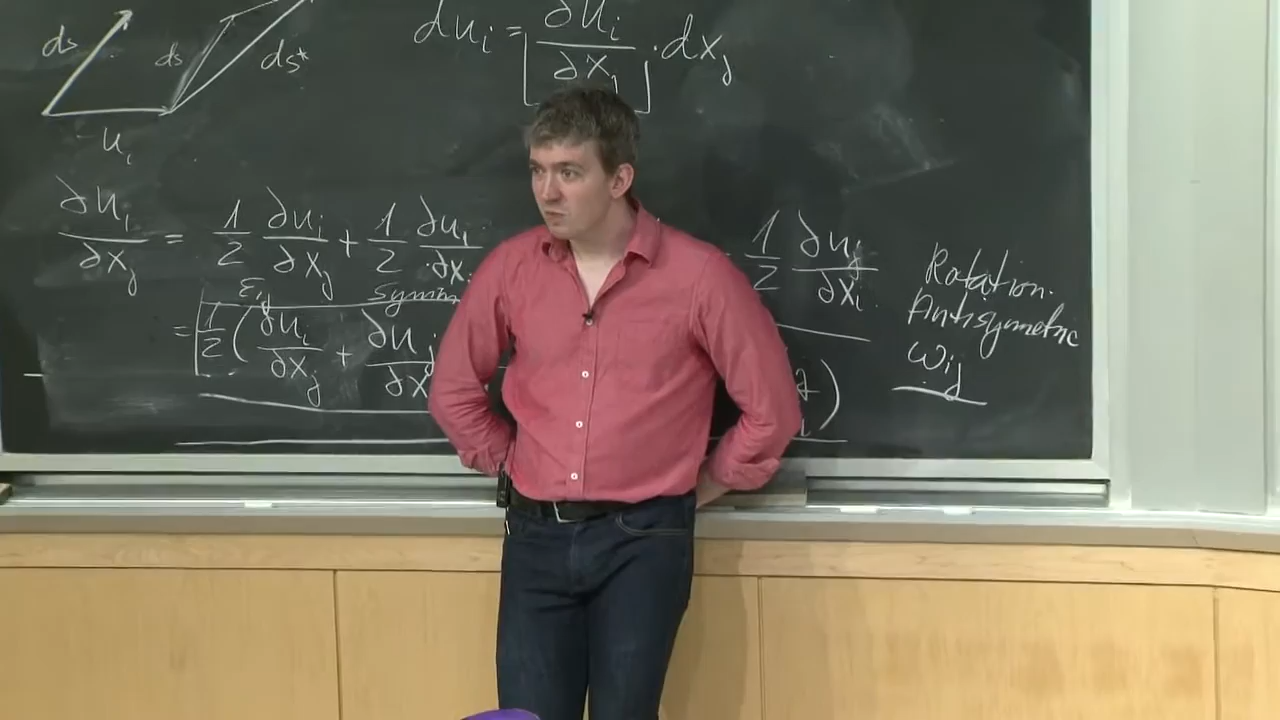 ds ds ds*
u_i
du_i = ∂u_i/∂x_j · dx_j
∂u_i/∂x_j = 1/2 ∂u_i/∂x_j + 1/2 ∂u_i/∂x 1/2 ∂u_j/∂x_i
ε_ij Symm
= 1/2 ( ∂u_i/∂x_j + ∂u_j/∂x )
Rotation.
Antisymetric
ω_ij